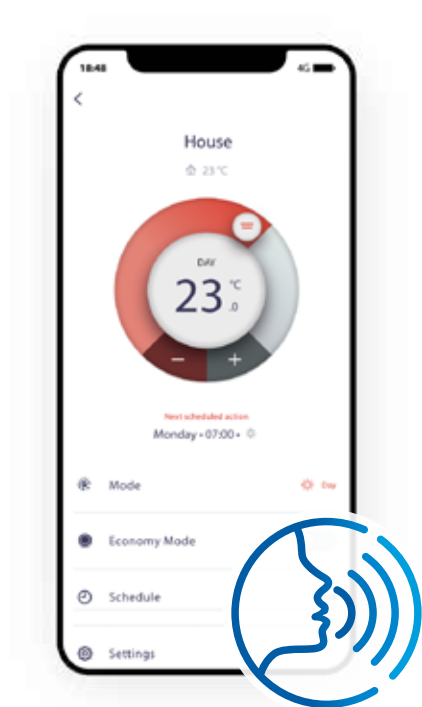 18:48 4G
House
23 °C
DAY
23 °C
.0
− +
Next scheduled action
Monday • 07:00 •
Mode Day
Economy Mode
Schedule
Settings